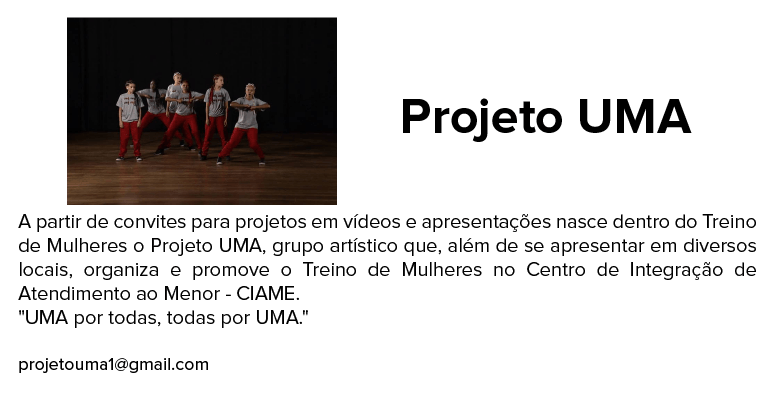 Projeto UMA
A partir de convites para projetos em vídeos e apresentações nasce dentro do Treino
de Mulheres o Projeto UMA, grupo artístico que, além de se apresentar em diversos
locais, organiza e promove o Treino de Mulheres no Centro de Integração de
Atendimento ao Menor - CIAME.
"UMA por todas, todas por UMA."
projetouma1@gmail.com